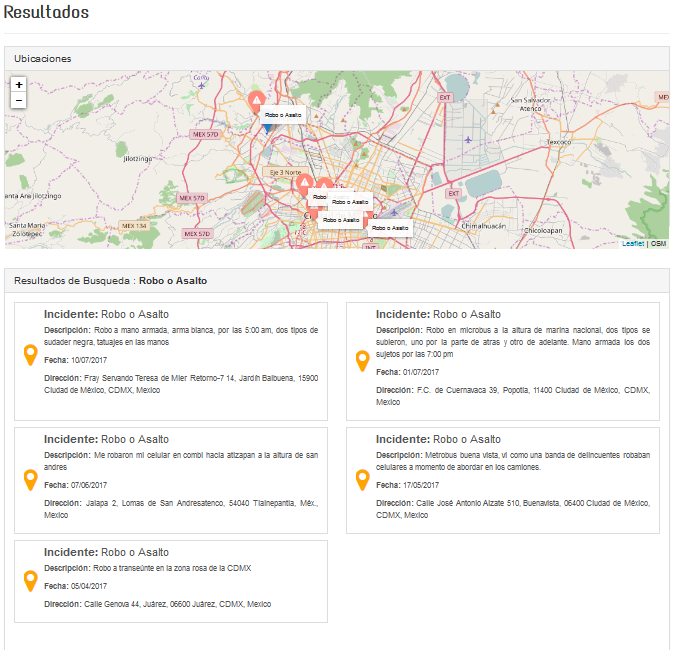 Resultados
Ubicaciones
+
−
Cantu
EXT
San Salvador
Atenco
MEX
Robo o Asalto
MEX 57D
Texcoco
Jilotzingo
Eje 3 Norte
anta Ana Jilotzingo
MEX 57D
Robo
Robo o Asalto
EXT
Robo o Asalto
Santa Maria
MEX 134
MEX 57D
Robo o Asalto
Chimalhuacán
Chicoloapan
INT
Leaflet | OSM
Resultados de Busqueda : Robo o Asalto
Incidente: Robo o Asalto
Descripción: Robo a mano armada, arma blanca, por las 5:00 am, dos tipos de
sudader negra, tatuajes en las manos
Fecha: 10/07/2017
Dirección: Fray Servando Teresa de Mier Retorno-7 14, Jardín Balbuena, 15900
Ciudad de México, CDMX, Mexico
Incidente: Robo o Asalto
Descripción: Robo en microbus a la altura de marina nacional, dos tipos se
subieron, uno por la parte de atras y otro de adelante. Mano armada los dos
sujetos por las 7:00 pm
Fecha: 01/07/2017
Dirección: F.C. de Cuernavaca 39, Popotla, 11400 Ciudad de México, CDMX,
Mexico
Incidente: Robo o Asalto
Descripción: Me robaron mi celular en combi hacia atizapan a la altura de san
andres
Fecha: 07/06/2017
Dirección: Jalapa 2, Lomas de San Andresatenco, 54040 Tlalnepantla, Méx.,
Mexico
Incidente: Robo o Asalto
Descripción: Metrobus buena vista, vi como una banda de delincuentes robaban
celulares a momento de abordar en los camiones.
Fecha: 17/05/2017
Dirección: Calle José Antonio Alzate 510, Buenavista, 06400 Ciudad de México,
CDMX, Mexico
Incidente: Robo o Asalto
Descripción: Robo a transeúnte en la zona rosa de la CDMX
Fecha: 05/04/2017
Dirección: Calle Genova 44, Juárez, 06600 Juárez, CDMX, Mexico